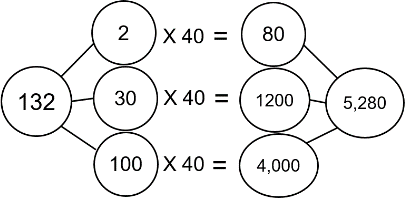 2 X 40 = 80
132 30 X 40 = 1200 5,280
100 X 40 = 4,000